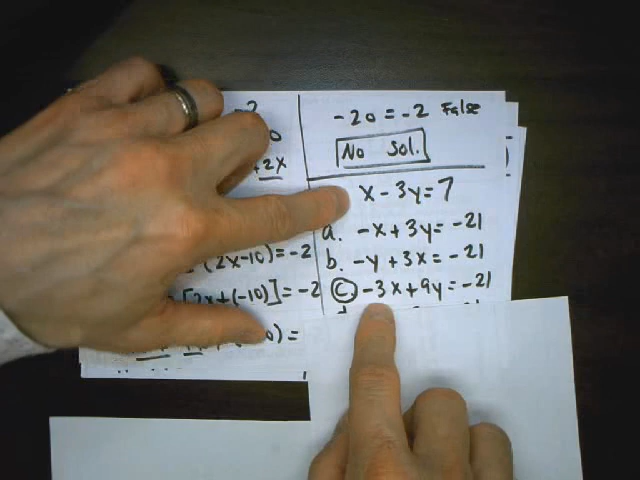 -2
+2x
(2x-10)=-2
[2x+(-10)]=-2
)=
-20=-2 False
No Sol.
x-3y=7
a. -x+3y=-21
b. -y+3x=-21
C. -3x+9y=-21